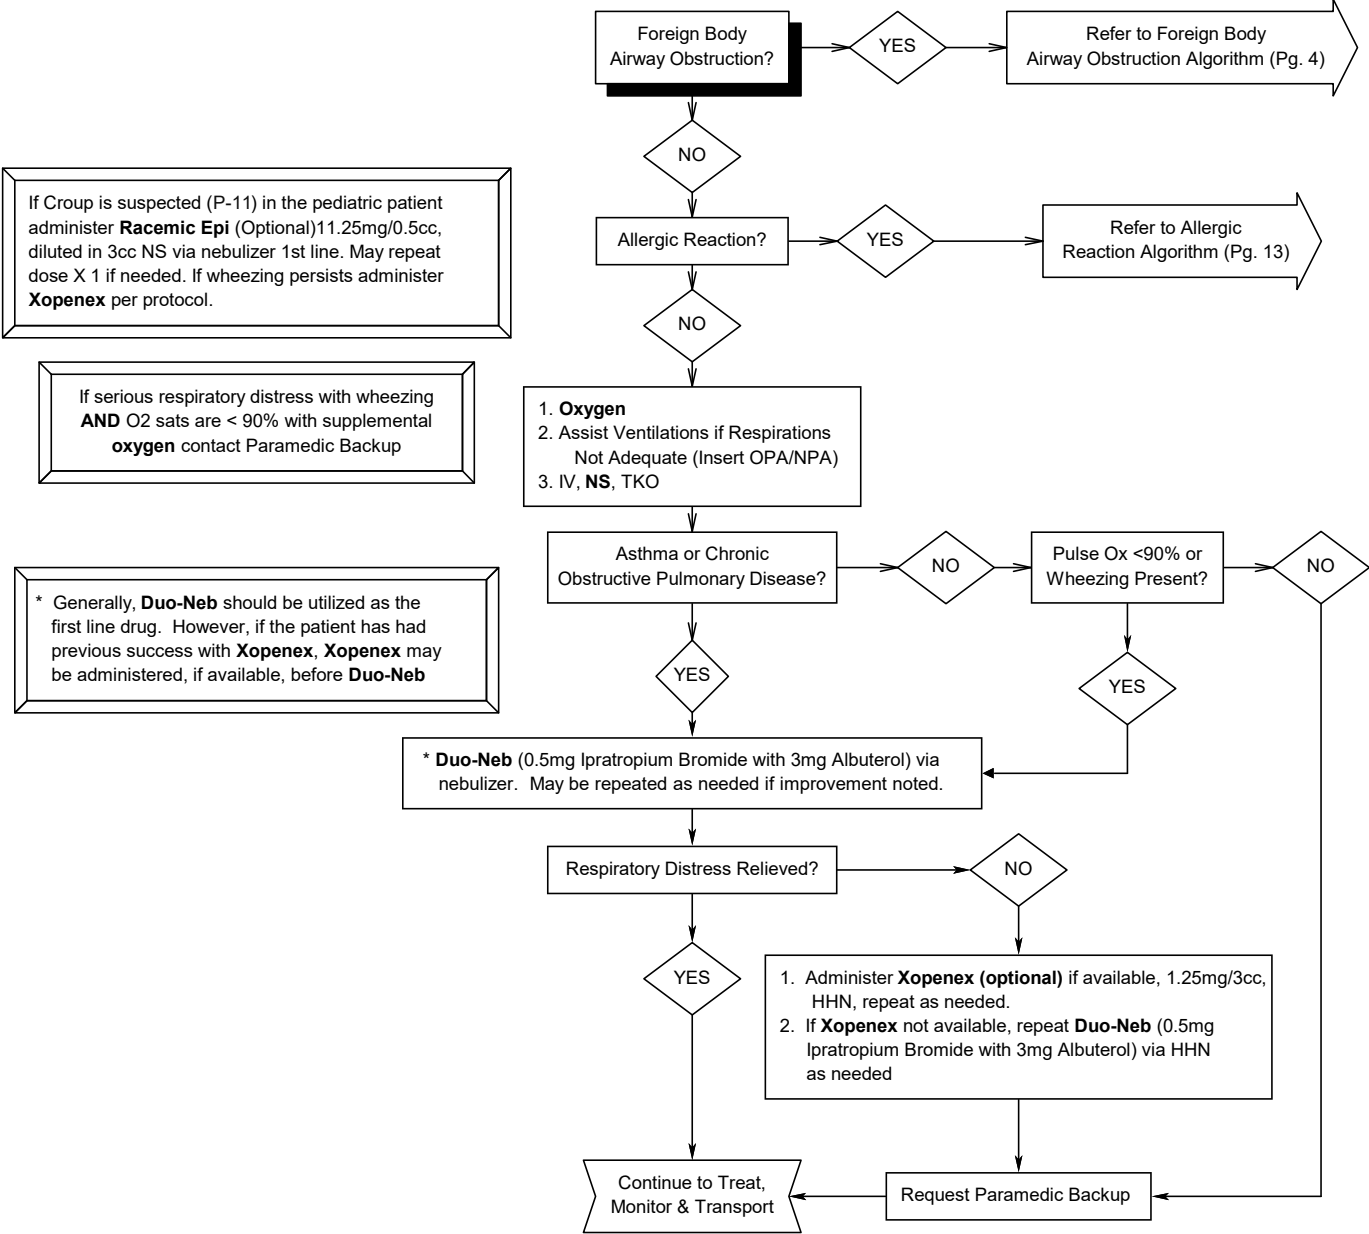 Foreign Body
Airway Obstruction?
YES
Refer to Foreign Body
Airway Obstruction Algorithm (Pg. 4)
NO
If Croup is suspected (P-11) in the pediatric patient
administer Racemic Epi (Optional)11.25mg/0.5cc,
diluted in 3cc NS via nebulizer 1st line. May repeat
dose X 1 if needed. If wheezing persists administer
Xopenex per protocol.
Allergic Reaction?
YES
Refer to Allergic
Reaction Algorithm (Pg. 13)
NO
If serious respiratory distress with wheezing
AND O2 sats are < 90% with supplemental
oxygen contact Paramedic Backup
1. Oxygen
2. Assist Ventilations if Respirations
Not Adequate (Insert OPA/NPA)
3. IV, NS, TKO
Asthma or Chronic
Obstructive Pulmonary Disease?
NO
Pulse Ox <90% or
Wheezing Present?
NO
* Generally, Duo-Neb should be utilized as the
first line drug. However, if the patient has had
previous success with Xopenex, Xopenex may
be administered, if available, before Duo-Neb
YES
YES
* Duo-Neb (0.5mg Ipratropium Bromide with 3mg Albuterol) via
nebulizer. May be repeated as needed if improvement noted.
Respiratory Distress Relieved?
NO
YES
1. Administer Xopenex (optional) if available, 1.25mg/3cc,
HHN, repeat as needed.
2. If Xopenex not available, repeat Duo-Neb (0.5mg
Ipratropium Bromide with 3mg Albuterol) via HHN
as needed
Continue to Treat,
Monitor & Transport
Request Paramedic Backup